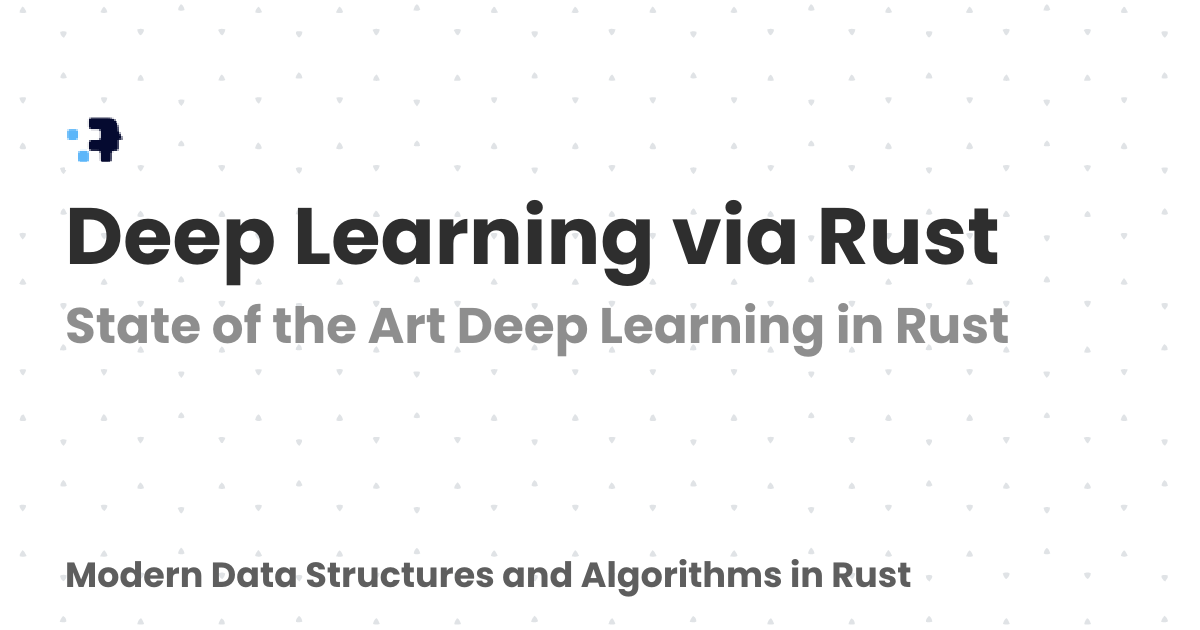 Deep Learning via Rust
State of the Art Deep Learning in Rust
Modern Data Structures and Algorithms in Rust